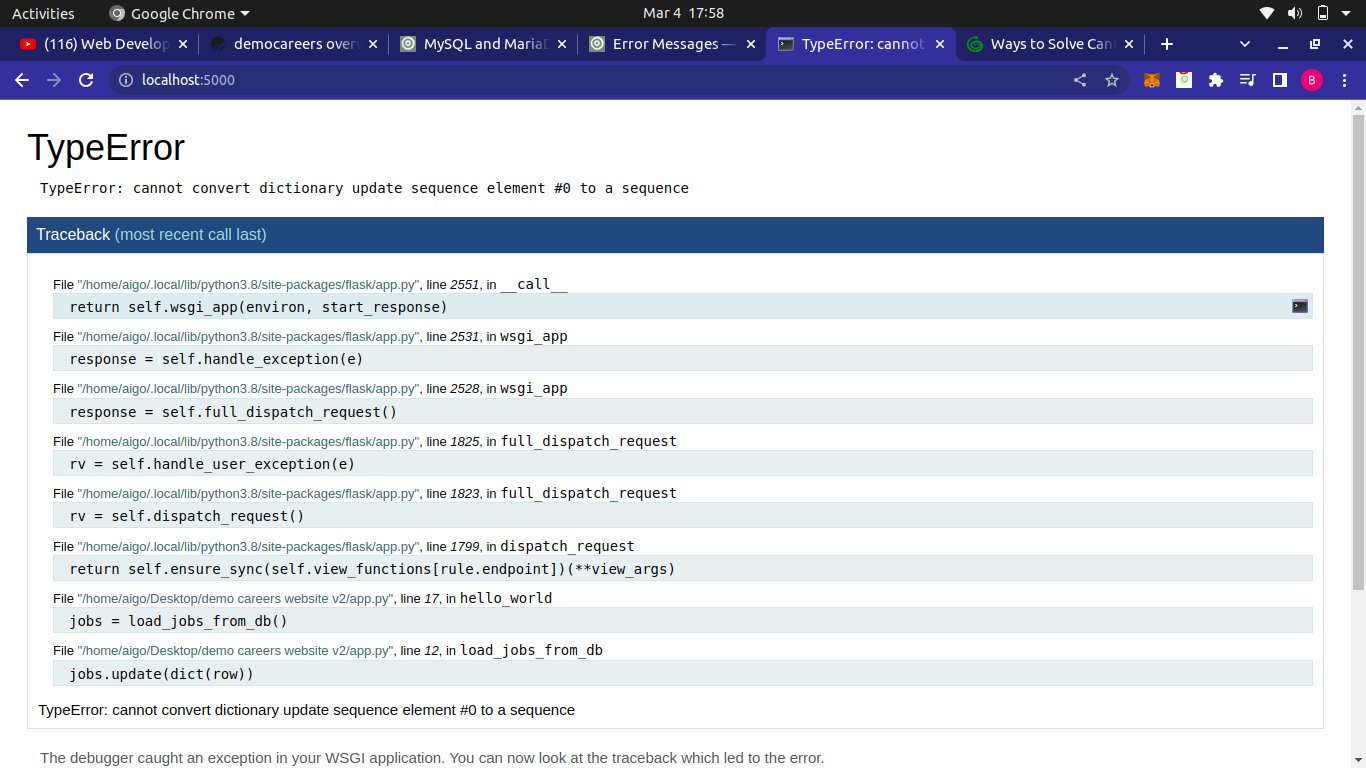 Activities Google Chrome Mar 4 17:58
(116) Web Develop democareers over MySQL and Maria Error Messages — TypeError: cannot Ways to Solve Can
localhost:5000 B
TypeError
TypeError: cannot convert dictionary update sequence element #0 to a sequence
Traceback (most recent call last)
File "/home/aigo/.local/lib/python3.8/site-packages/flask/app.py", line 2551, in __call__
return self.wsgi_app(environ, start_response)
File "/home/aigo/.local/lib/python3.8/site-packages/flask/app.py", line 2531, in wsgi_app
response = self.handle_exception(e)
File "/home/aigo/.local/lib/python3.8/site-packages/flask/app.py", line 2528, in wsgi_app
response = self.full_dispatch_request()
File "/home/aigo/.local/lib/python3.8/site-packages/flask/app.py", line 1825, in full_dispatch_request
rv = self.handle_user_exception(e)
File "/home/aigo/.local/lib/python3.8/site-packages/flask/app.py", line 1823, in full_dispatch_request
rv = self.dispatch_request()
File "/home/aigo/.local/lib/python3.8/site-packages/flask/app.py", line 1799, in dispatch_request
return self.ensure_sync(self.view_functions[rule.endpoint])(**view_args)
File "/home/aigo/Desktop/demo careers website v2/app.py", line 17, in hello_world
jobs = load_jobs_from_db()
File "/home/aigo/Desktop/demo careers website v2/app.py", line 12, in load_jobs_from_db
jobs.update(dict(row))
TypeError: cannot convert dictionary update sequence element #0 to a sequence
The debugger caught an exception in your WSGI application. You can now look at the traceback which led to the error.